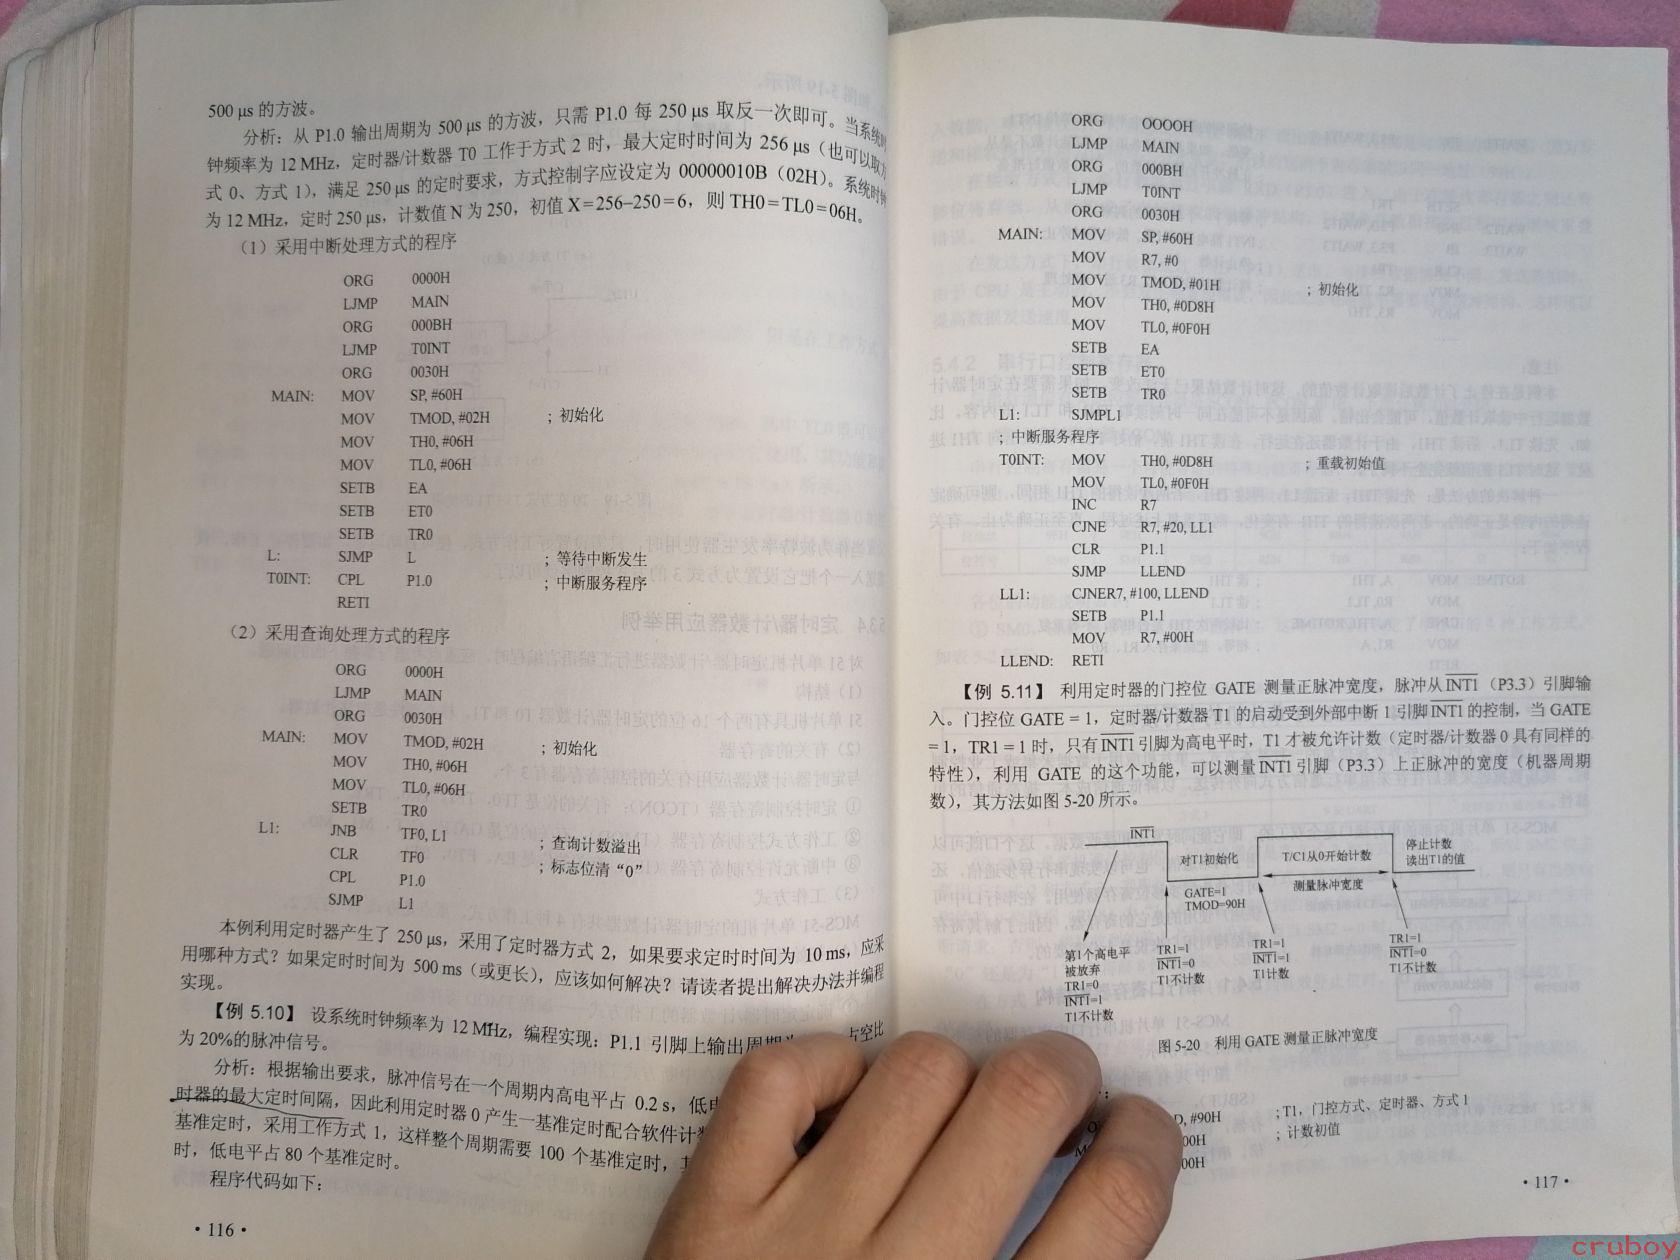 500 μs 的方波。
分析：从 P1.0 输出周期为 500 μs 的方波，只需 P1.0 每 250 μs 取反一次即可。当系统时
钟频率为 12 MHz，定时器/计数器 T0 工作于方式 2 时，最大定时时间为 256 μs（也可以取方
式 0、方式 1），满足 250 μs 的定时要求，方式控制字应设定为 00000010B（02H）。系统时钟
为 12 MHz，定时 250 μs，计数值 N 为 250，初值 X=256–250=6，则 TH0=TL0=06H。
（1）采用中断处理方式的程序
ORG 0000H
LJMP MAIN
ORG 000BH
LJMP T0INT
ORG 0030H
MAIN: MOV SP, #60H
MOV TMOD, #02H ；初始化
MOV TH0, #06H
MOV TL0, #06H
SETB EA
SETB ET0
SETB TR0
L: SJMP L ；等待中断发生
T0INT: CPL P1.0 ；中断服务程序
RETI
（2）采用查询处理方式的程序
ORG 0000H
LJMP MAIN
ORG 0030H
MAIN: MOV TMOD, #02H ；初始化
MOV TH0, #06H
MOV TL0, #06H
SETB TR0
L1: JNB TF0, L1 ；查询计数溢出
CLR TF0 ；标志位清“0”
CPL P1.0
SJMP L1
本例利用定时器产生了 250 μs，采用了定时器方式 2，如果要求定时时间为 10 ms，应采
用哪种方式？如果定时时间为 500 ms（或更长），应该如何解决？请读者提出解决办法并编程
实现。
【例 5.10】 设系统时钟频率为 12 MHz，编程实现：P1.1 引脚上输出周期 占空比
为 20%的脉冲信号。
分析：根据输出要求，脉冲信号在一个周期内高电平占 0.2 s，低
时器的最大定时间隔，因此利用定时器 0 产生一基准定时配合软件计
基准定时，采用工作方式 1，这样整个周期需要 100 个基准定时，
时，低电平占 80 个基准定时。
程序代码如下：
· 116 ·
ORG OOOOH
LJMP MAIN
ORG 000BH
LJMP T0INT
ORG 0030H
MAIN: MOV SP, #60H
MOV R7, #0
MOV TMOD, #01H ；初始化
MOV TH0, #0D8H
MOV TL0, #0F0H
SETB EA
SETB ET0
SETB TR0
L1: SJMPL1
；中断服务程序
T0INT: MOV TH0, #0D8H ；重载初始值
MOV TL0, #0F0H
INC R7
CJNE R7, #20, LL1
CLR P1.1
SJMP LLEND
LL1: CJNER7, #100, LLEND
SETB P1.1
MOV R7, #00H
LLEND: RETI
【例 5.11】 利用定时器的门控位 GATE 测量正脉冲宽度，脉冲从 INT1（P3.3）引脚输
入。门控位 GATE = 1，定时器/计数器 T1 的启动受到外部中断 1 引脚 INT1 的控制，当 GATE
= 1，TR1 = 1 时，只有 INT1 引脚为高电平时，T1 才被允许计数（定时器/计数器 0 具有同样的
特性），利用 GATE 的这个功能，可以测量 INT1 引脚（P3.3）上正脉冲的宽度（机器周期
数），其方法如图 5-20 所示。
INT1
对T1初始化
T/C1从0开始计数
停止计数
读出T1的值
测量脉冲宽度
GATE=1
TMOD=90H
第1个高电平
被放弃
TR1=0
INT1=1
T1不计数
TR1=1
INT1=0
T1不计数
TR1=1
INT1=1
T1计数
TR1=1
INT1=0
T1不计数
图 5-20 利用 GATE 测量正脉冲宽度
D, #90H ；T1，门控方式、定时器、方式 1
00H ；计数初值
00H
· 117 ·
cruboy